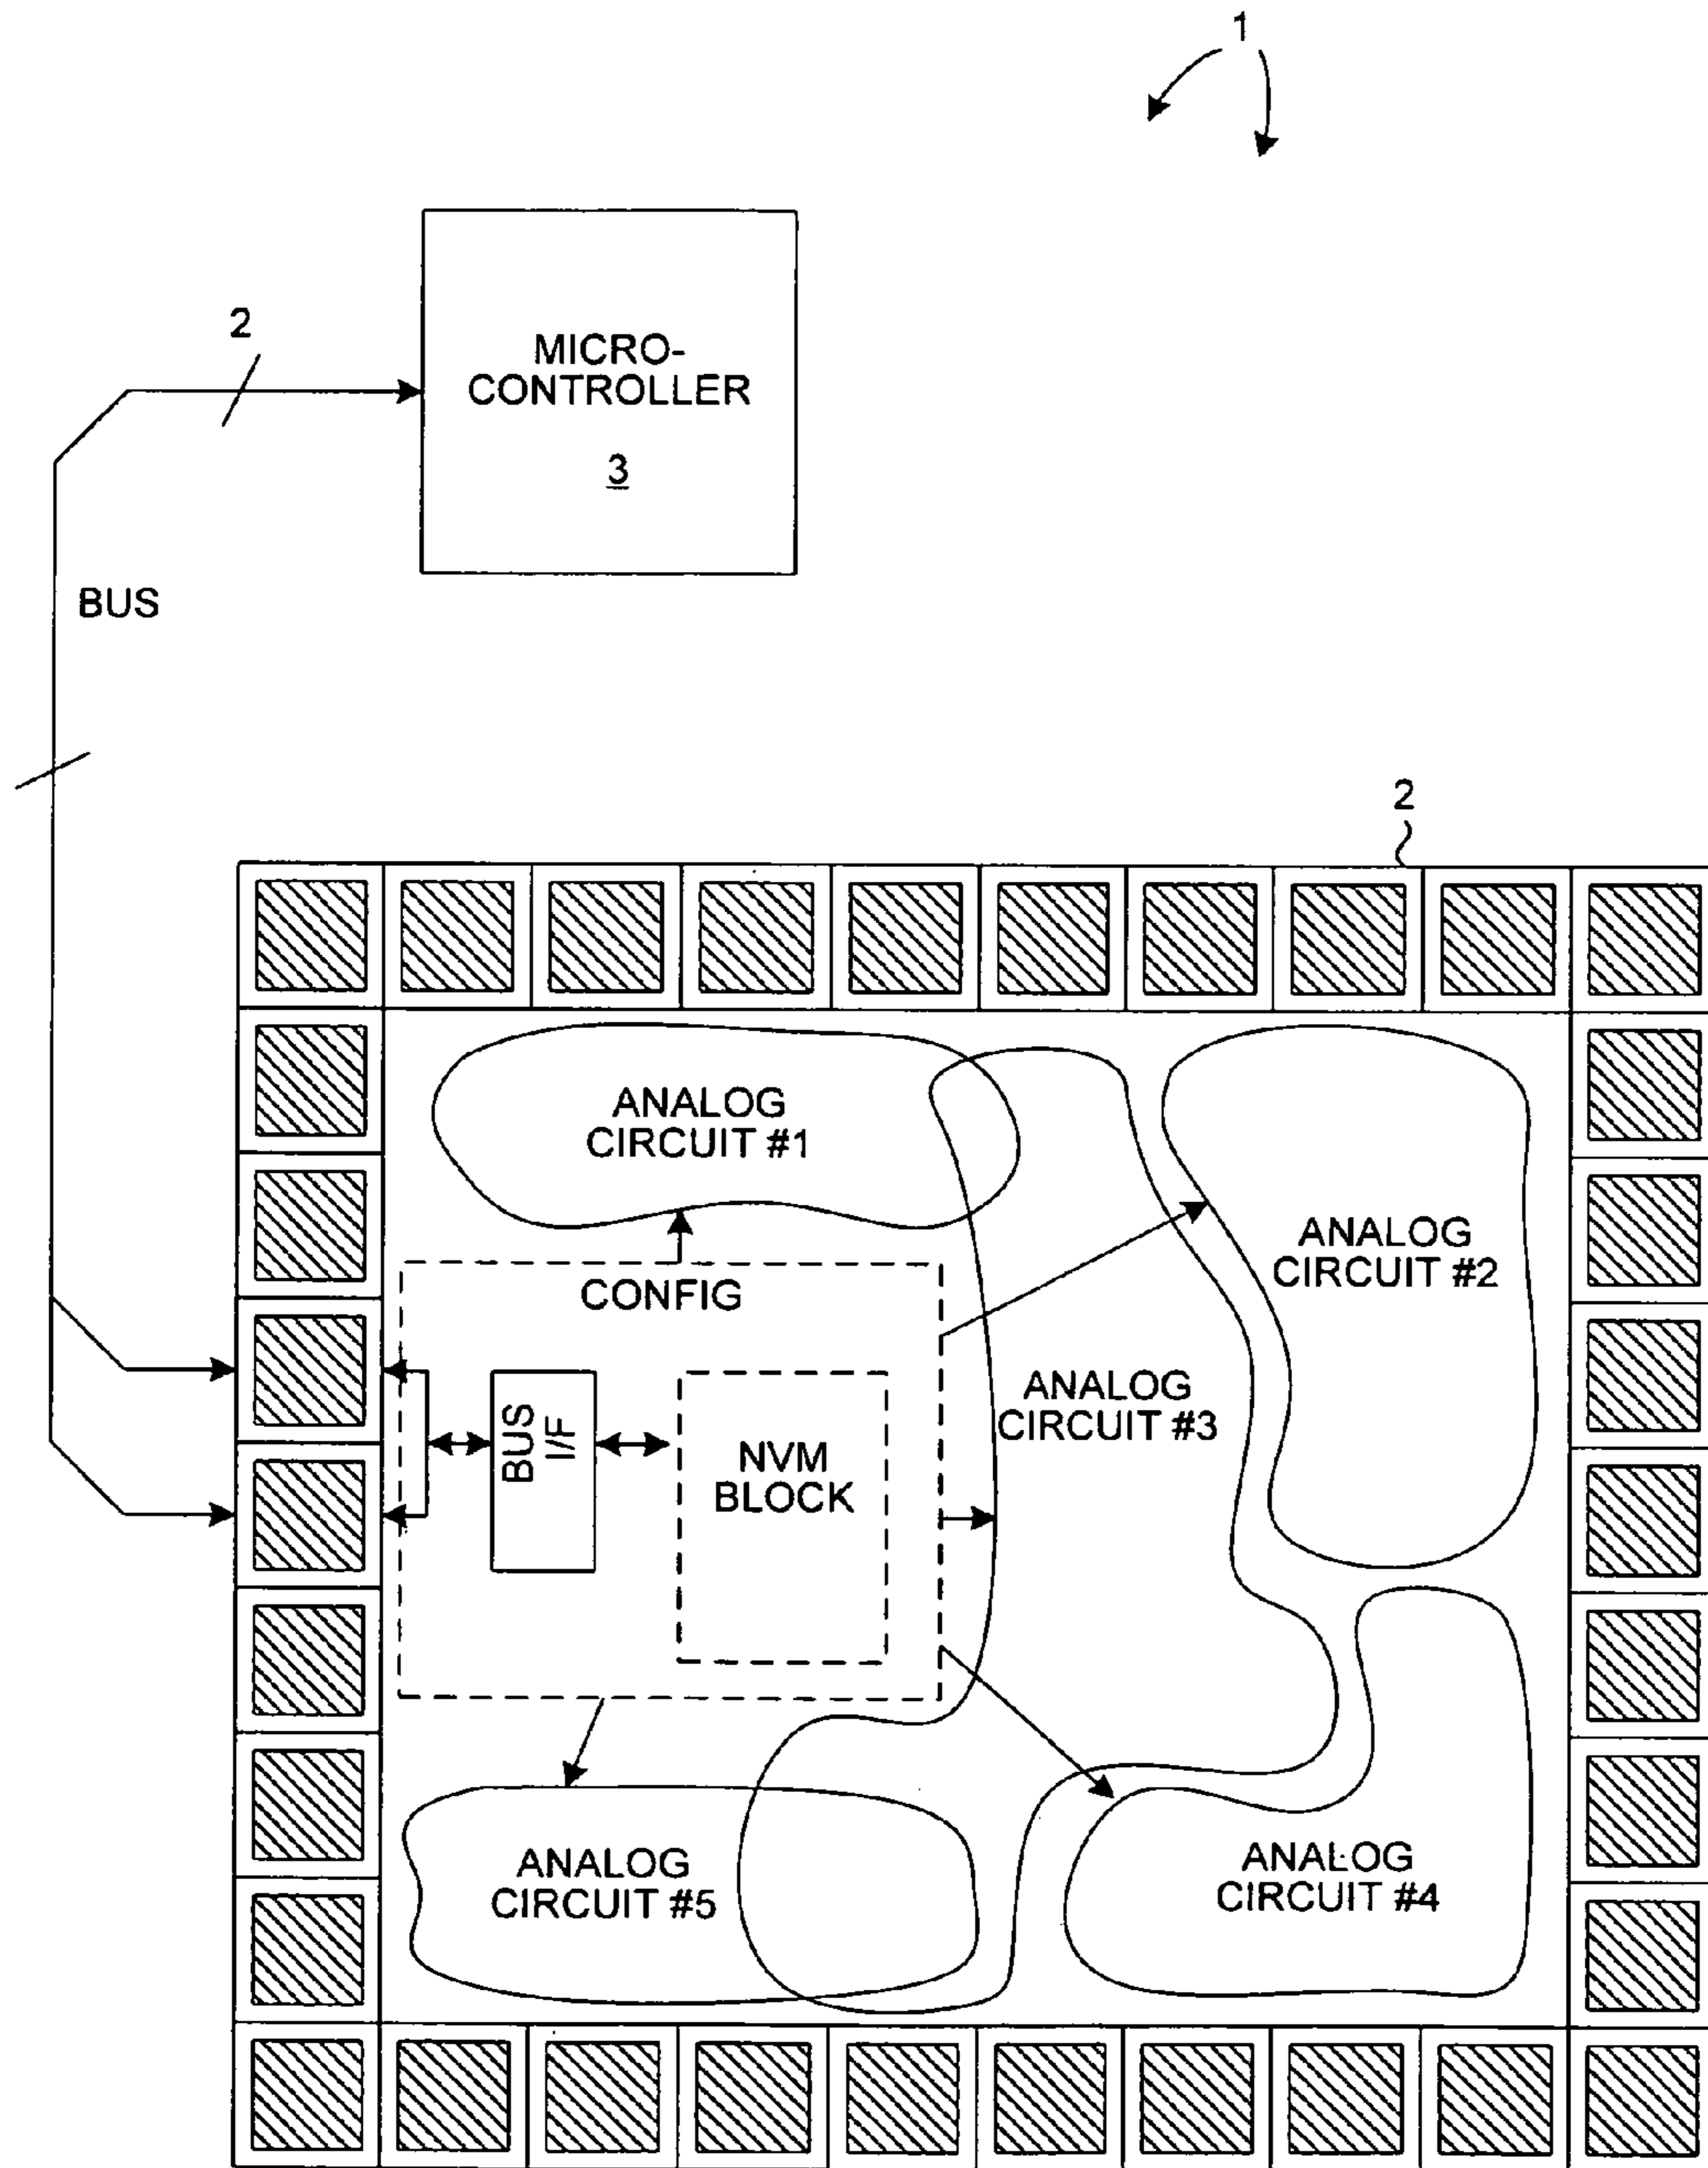 1
2
MICRO-
CONTROLLER
3
BUS
2
ANALOG
CIRCUIT #1
ANALOG
CIRCUIT #2
CONFIG
ANALOG
CIRCUIT #3
BUS
I/F
NVM
BLOCK
ANALOG
CIRCUIT #5
ANALOG
CIRCUIT #4